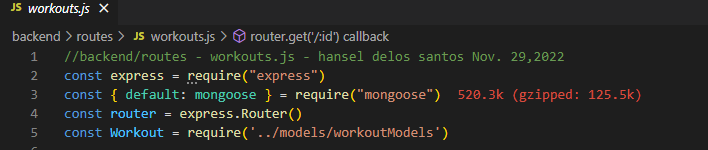 JS workouts.js ×
backend > routes > JS workouts.js > router.get('/:id') callback
1 //backend/routes - workouts.js - hansel delos santos Nov. 29,2022
2 const express = require("express")
3 const { default: mongoose } = require("mongoose") 520.3k (gzipped: 125.5k)
4 const router = express.Router()
5 const Workout = require('../models/workoutModels')